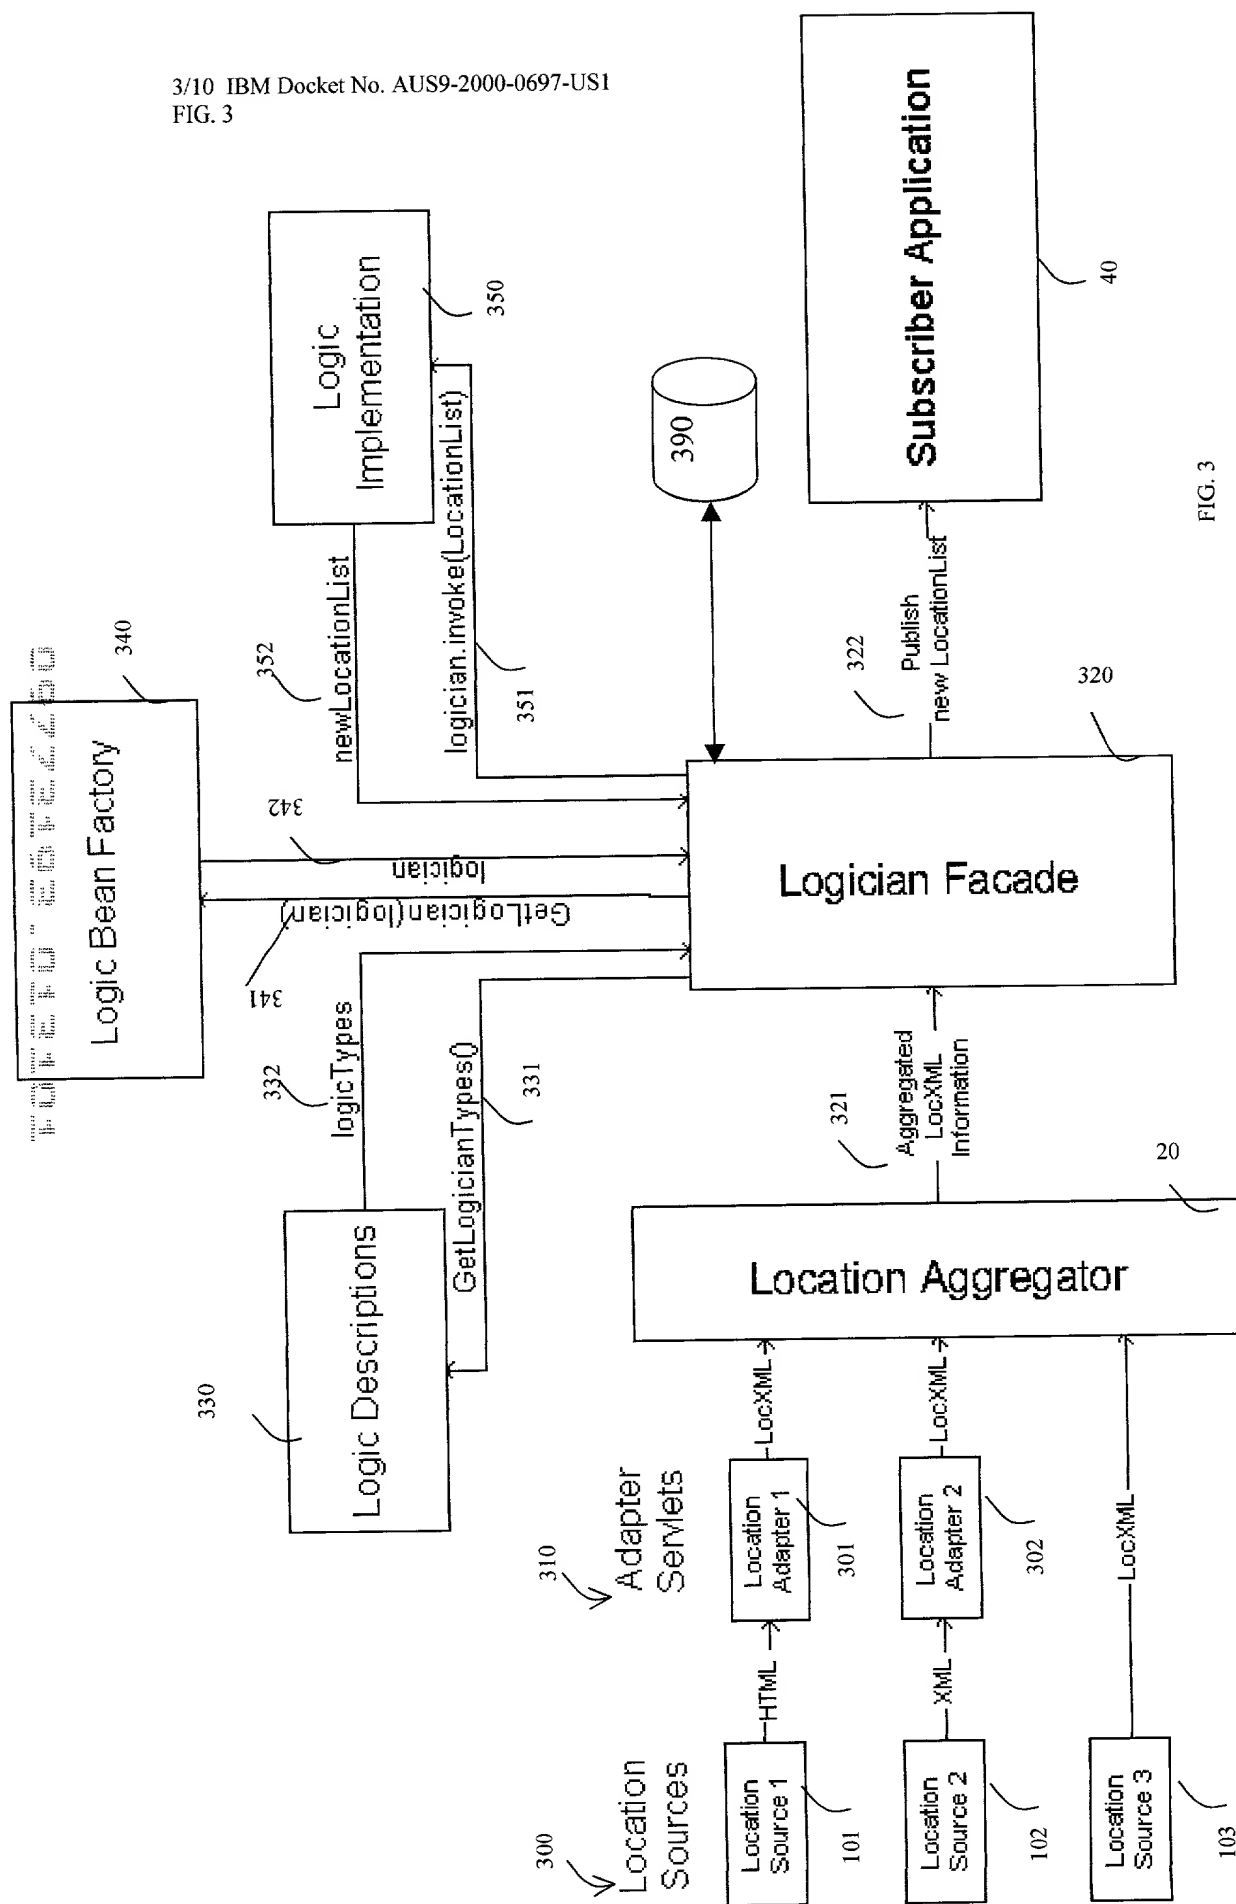 3/10 IBM Docket No. AUS9-2000-0697-US1
FIG. 3
Logic Bean Factory
340
Logic
Implementation
350
newLocationList
352
logician.invoke(LocationList)
351
logician
342
GetLogician(logician)
341
logicTypes
332
GetLogicianTypes()
331
Logic Descriptions
330
390
Subscriber Application
40
Publish
new LocationList
322
Logician Facade
320
Aggregated
LocXML
Information
321
Location Aggregator
20
LocXML
LocXML
LocXML
Adapter
Servlets
310
Location
Adapter 1
301
Location
Adapter 2
302
HTML
XML
Location
Sources
300
Location
Source 1
101
Location
Source 2
102
Location
Source 3
103
FIG. 3